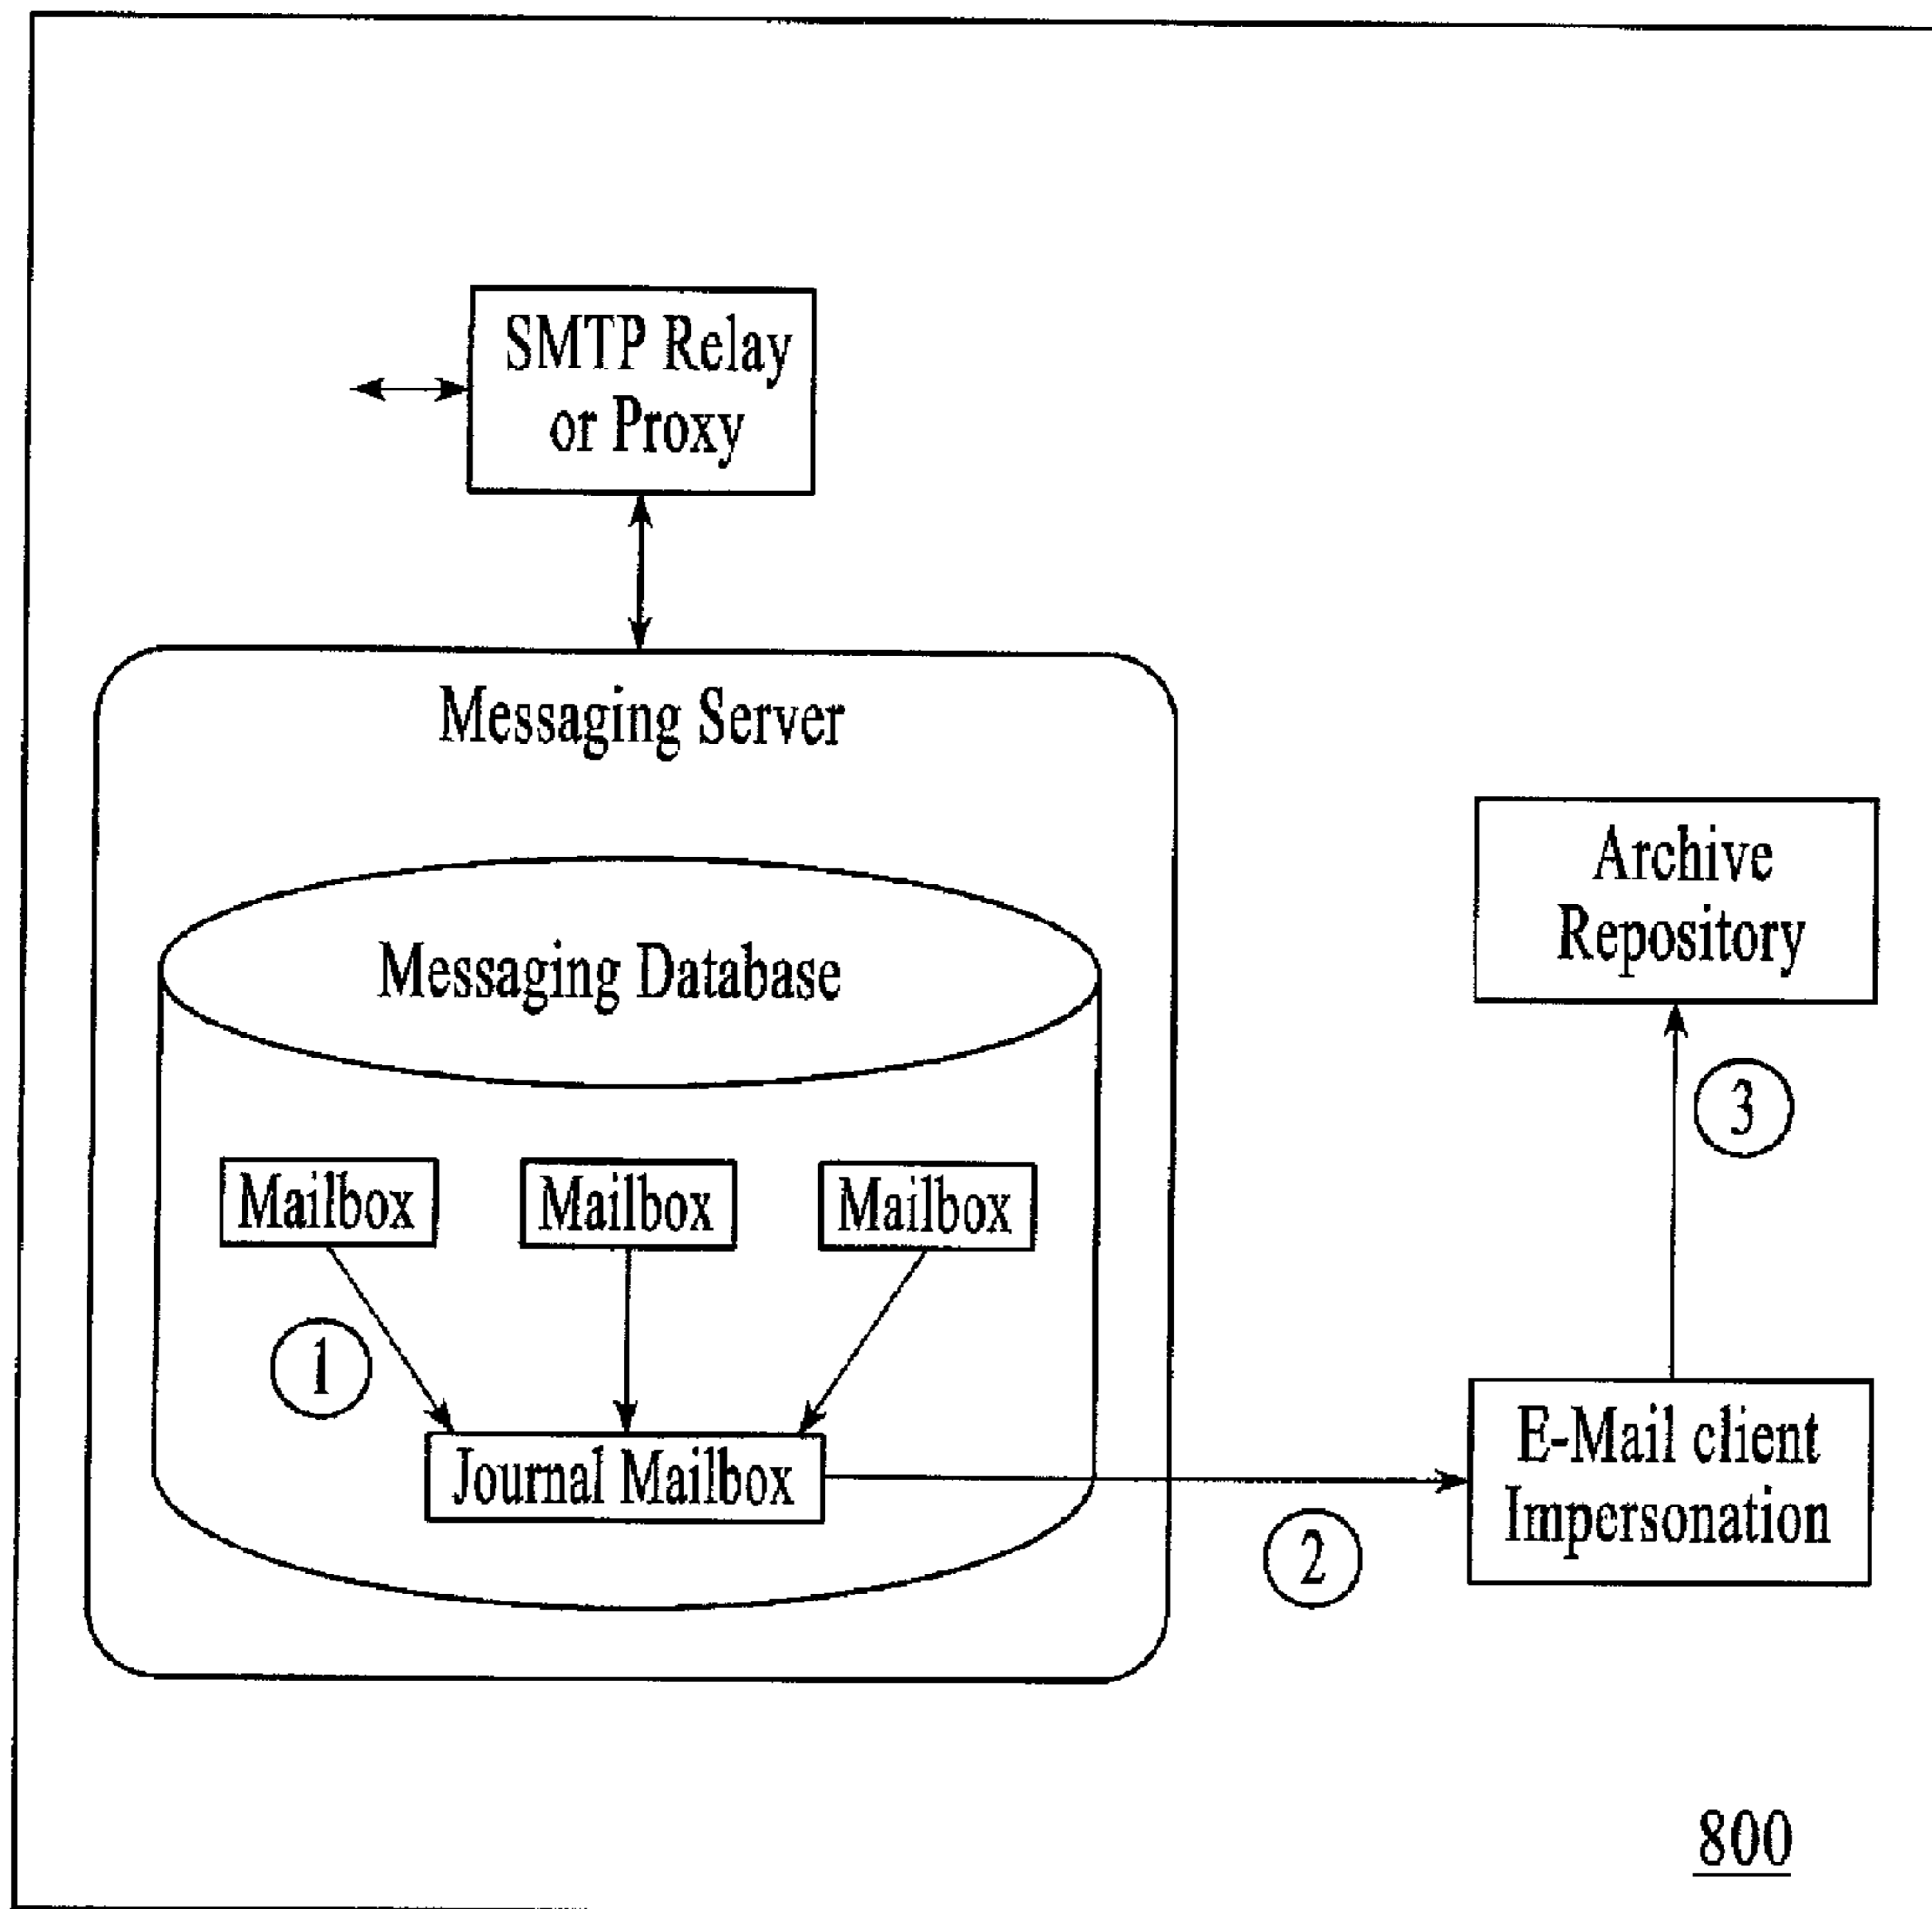 SMTP Relay
or Proxy
Messaging Server
Messaging Database
Archive
Repository
3
Mailbox
Mailbox
Mailbox
1
Journal Mailbox
E-Mail client
Impersonation
2
800